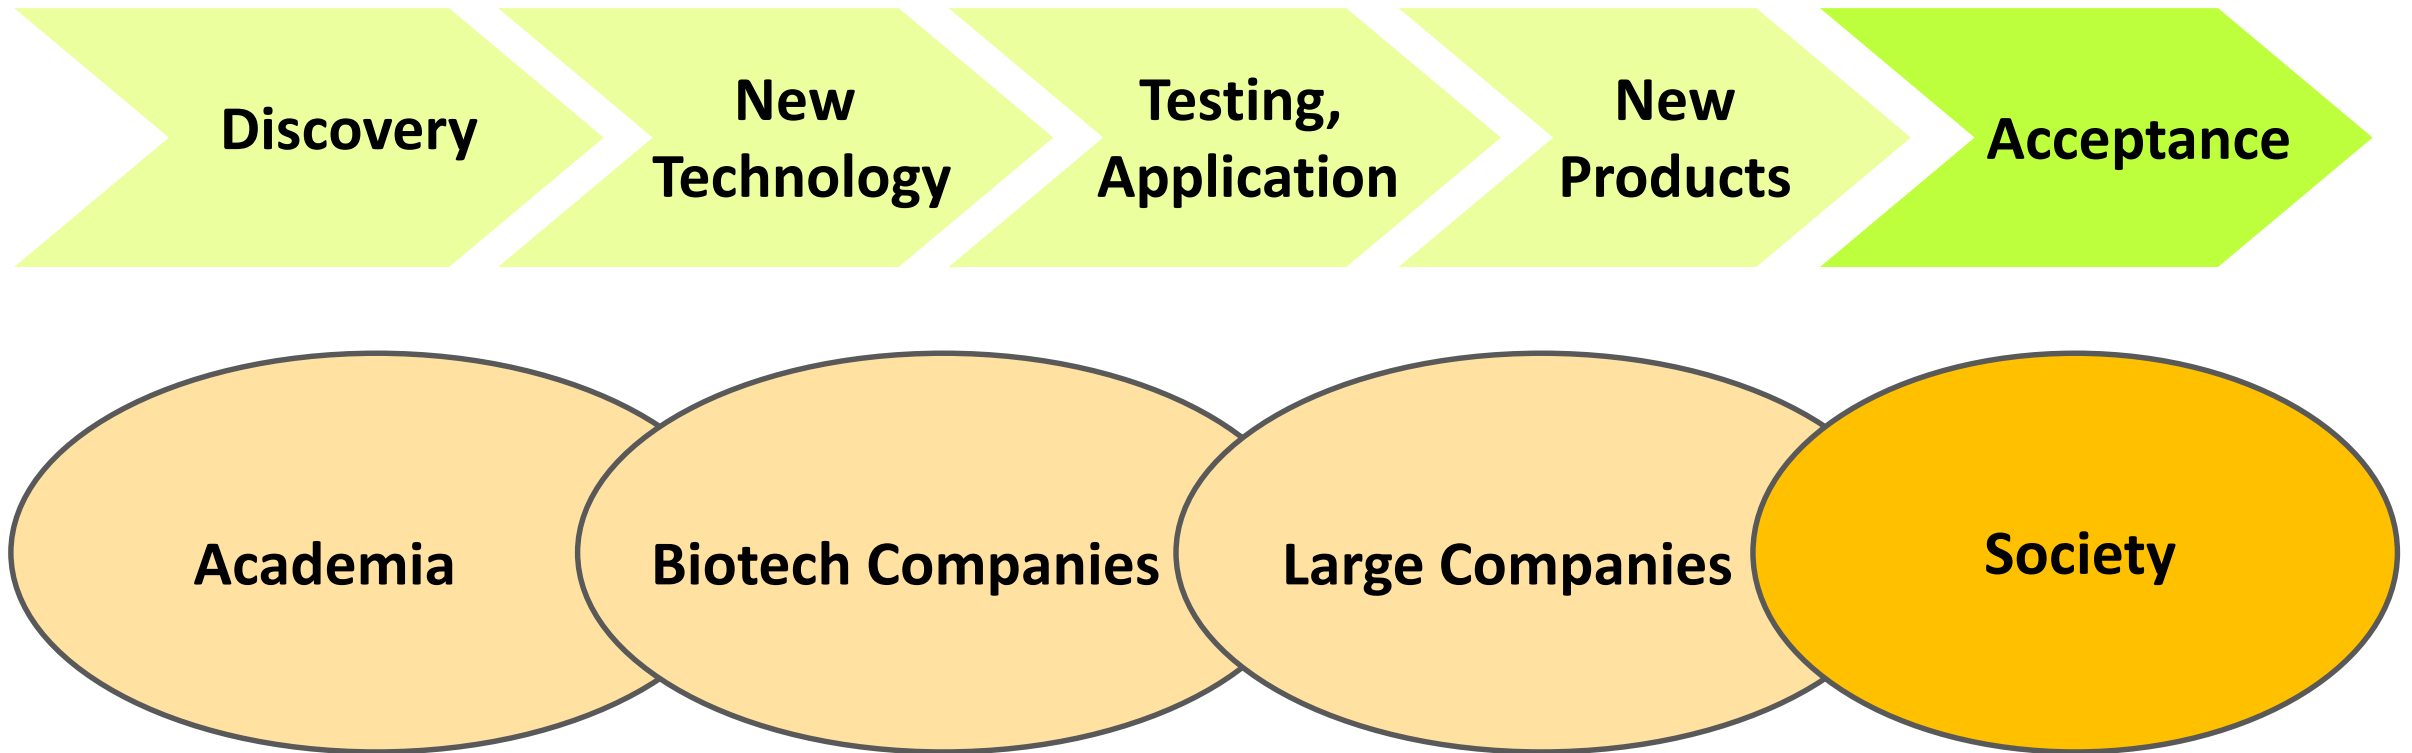 Discovery
New
Technology
Testing,
Application
New
Products
Acceptance
Academia
Biotech Companies
Large Companies
Society